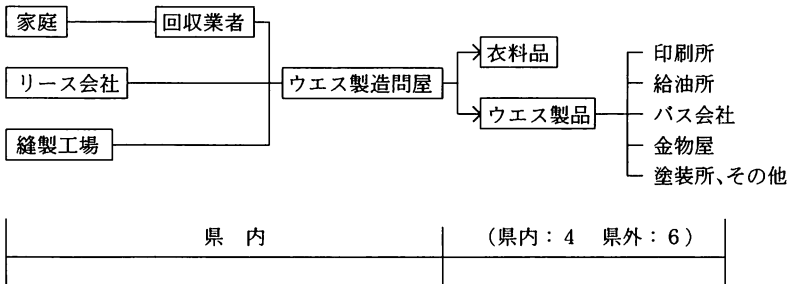 家庭
回収業者
リース会社
縫製工場
ウエス製造問屋
衣料品
ウエス製品
印刷所
給油所
バス会社
金物屋
塗装所、その他
県内
(県内：4 県外：6)